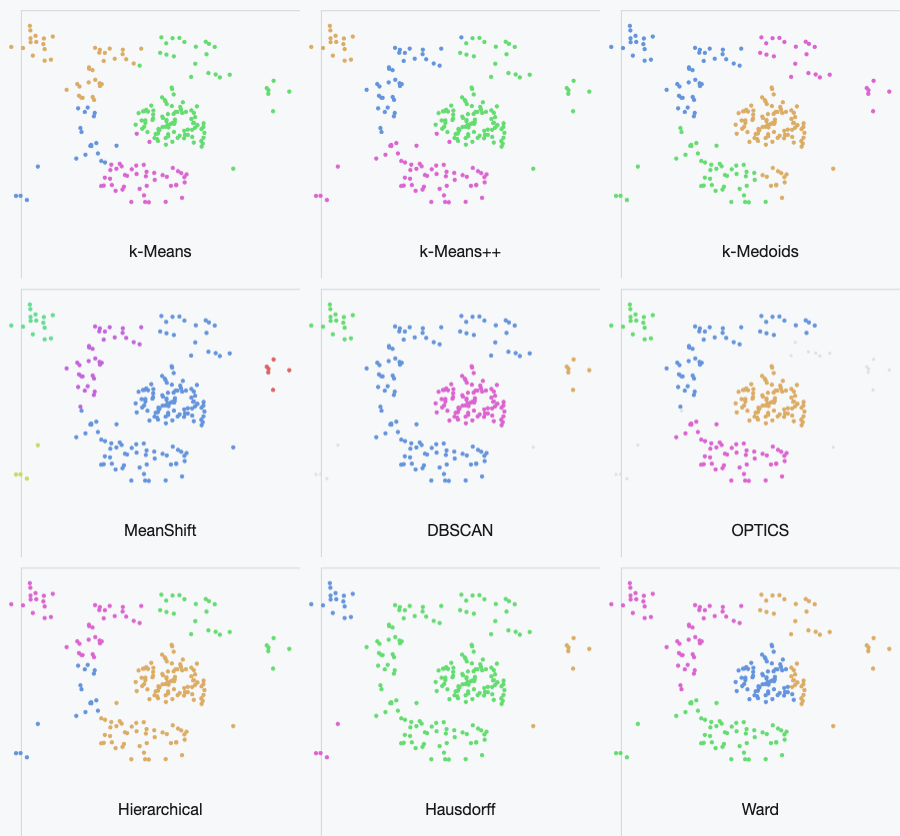 k-Means
k-Means++
k-Medoids
MeanShift
DBSCAN
OPTICS
Hierarchical
Hausdorff
Ward